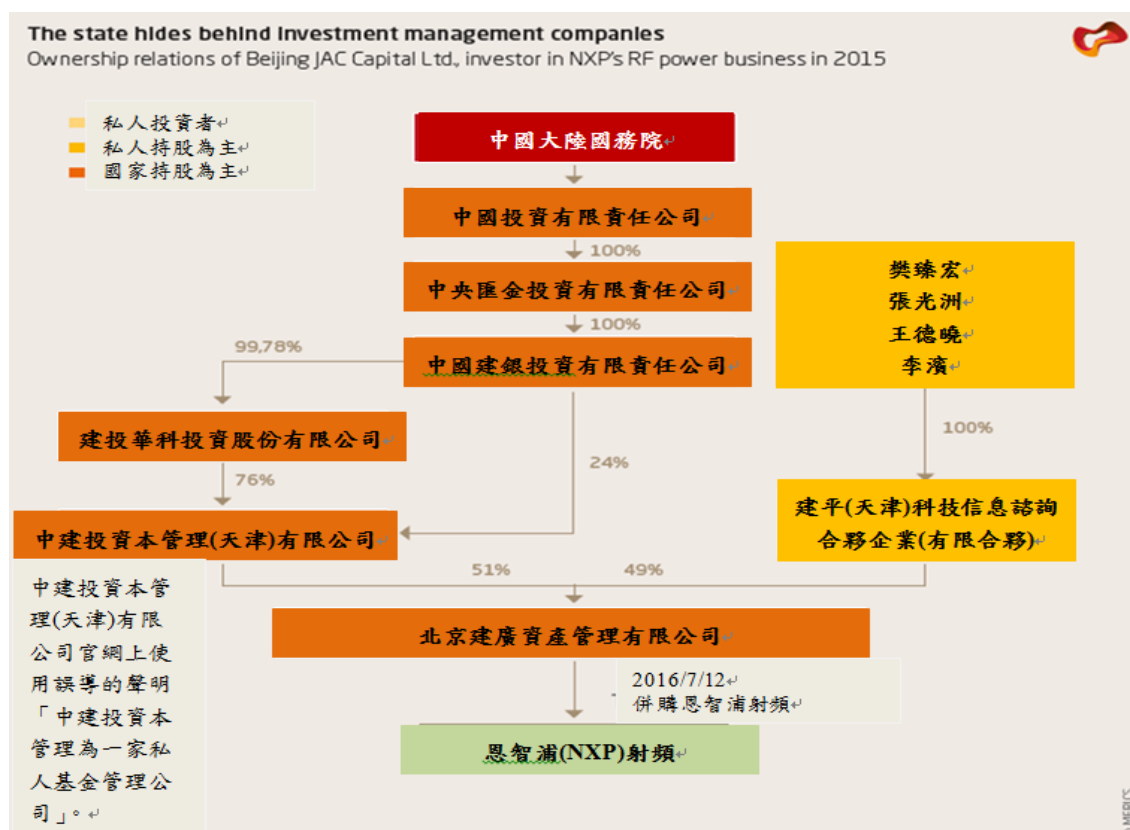 The state hides behind investment management companies
Ownership relations of Beijing JAC Capital Ltd., investor in NXP's RF power business in 2015
私人投資者
私人持股為主
國家持股為主
中國大陸國務院
中國投資有限責任公司
100%
中央匯金投資有限責任公司
100%
中國建銀投資有限責任公司
樊臻宏
張光洲
王德曉
李濱
99,78%
建投華科投資股份有限公司
76%
24%
100%
中建投資本管理(天津)有限公司
建平(天津)科技信息諮詢
合夥企業(有限合夥)
51%
49%
中建投資本管
理(天津)有限
公司官網上使
用誤導的聲明
「中建投資本
管理為一家私
人基金管理公
司」。
北京建廣資產管理有限公司
2016/7/12
併購恩智浦射頻
恩智浦(NXP)射頻
MERICS